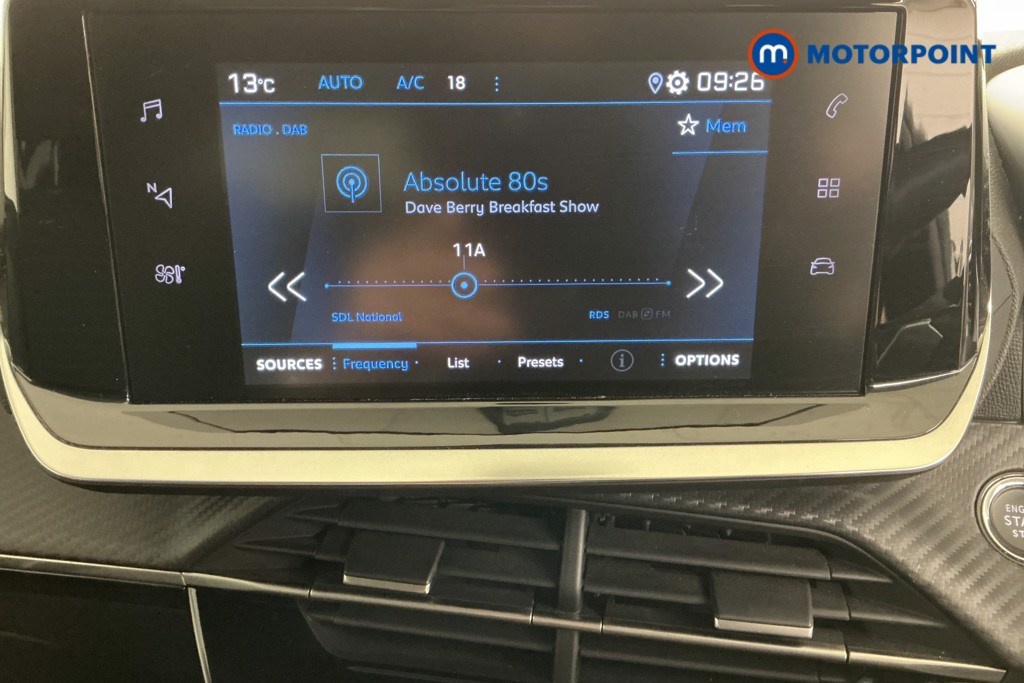 13°C AUTO A/C 18 09:26
m MOTORPOINT
RADIO . DAB
Mem
Absolute 80s
Dave Berry Breakfast Show
N
11A
SDL National
RDS DAB FM
SOURCES Frequency List Presets i OPTIONS